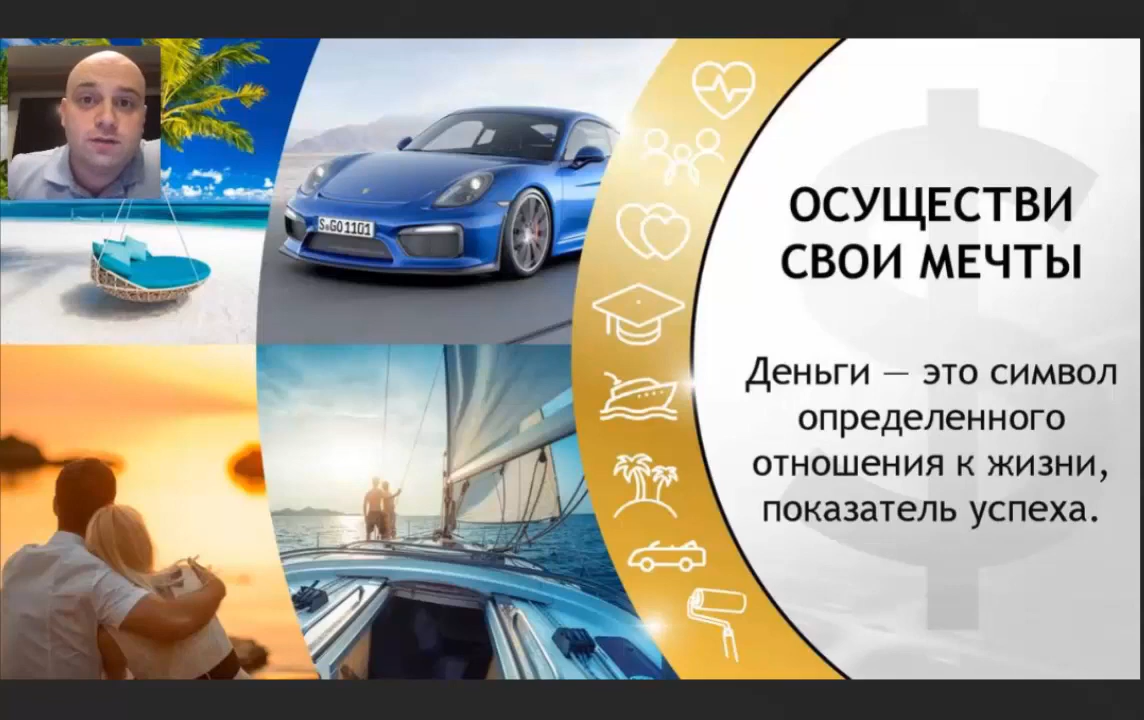 S GO 1101
ОСУЩЕСТВИ
СВОИ МЕЧТЫ
Деньги — это символ
определенного
отношения к жизни,
показатель успеха.